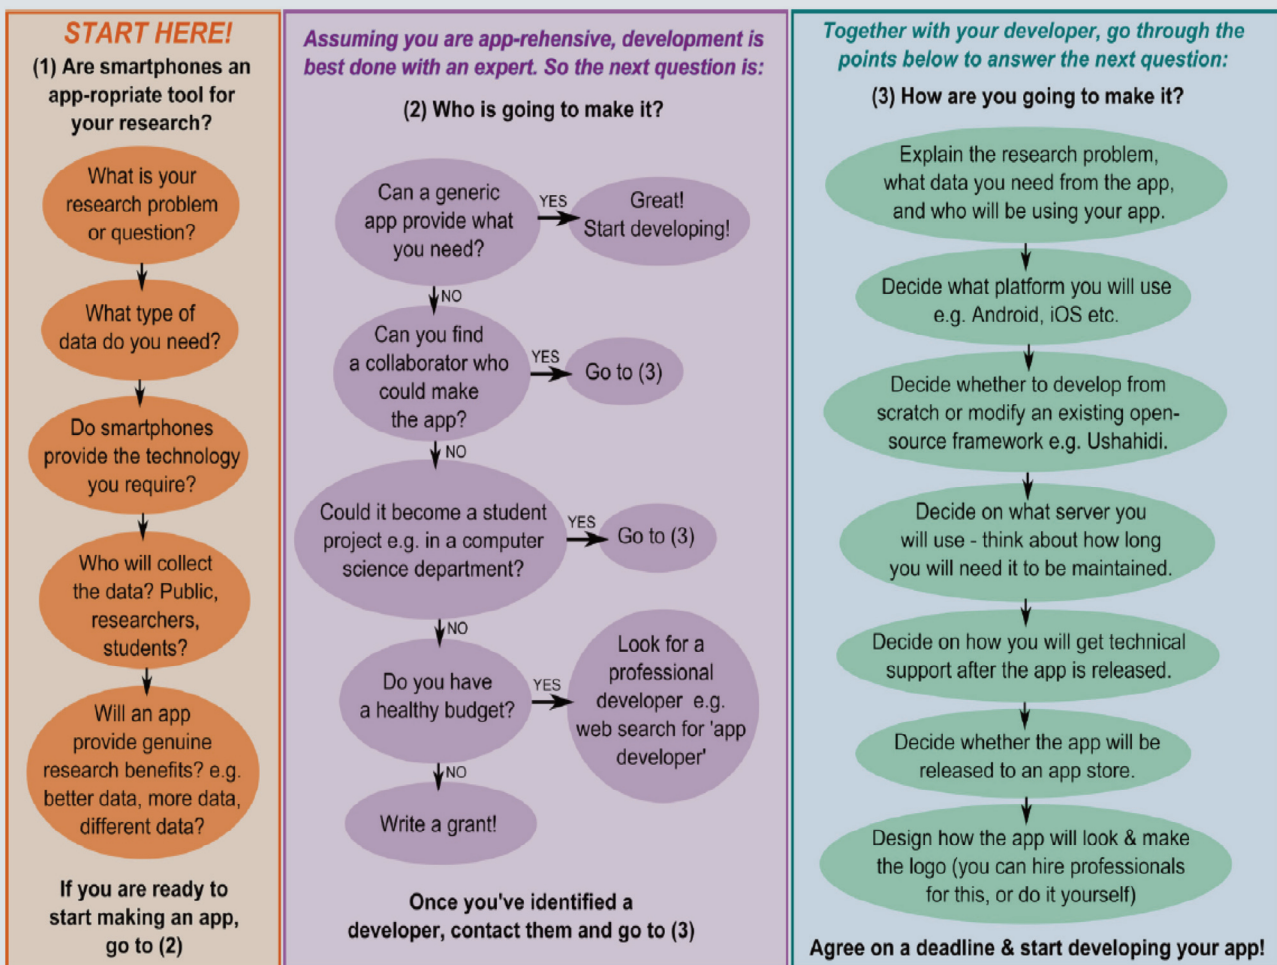 START HERE!
(1) Are smartphones an
app-ropriate tool for
your research?
What is your
research problem
or question?
What type of
data do you need?
Do smartphones
provide the technology
you require?
Who will collect
the data? Public,
researchers,
students?
Will an app
provide genuine
research benefits? e.g.
better data, more data,
different data?
If you are ready to
start making an app,
go to (2)
Assuming you are app-rehensive, development is
best done with an expert. So the next question is:
(2) Who is going to make it?
Can a generic
app provide what
you need?
YES
Great!
Start developing!
NO
Can you find
a collaborator who
could make
the app?
YES
Go to (3)
NO
Could it become a student
project e.g. in a computer
science department?
YES
Go to (3)
NO
Do you have
a healthy budget?
YES
Look for a
professional
developer e.g.
web search for 'app
developer'
NO
Write a grant!
Once you've identified a
developer, contact them and go to (3)
Together with your developer, go through the
points below to answer the next question:
(3) How are you going to make it?
Explain the research problem,
what data you need from the app,
and who will be using your app.
Decide what platform you will use
e.g. Android, iOS etc.
Decide whether to develop from
scratch or modify an existing open-
source framework e.g. Ushahidi.
Decide on what server you
will use - think about how long
you will need it to be maintained.
Decide on how you will get technical
support after the app is released.
Decide whether the app will be
released to an app store.
Design how the app will look & make
the logo (you can hire professionals
for this, or do it yourself)
Agree on a deadline & start developing your app!